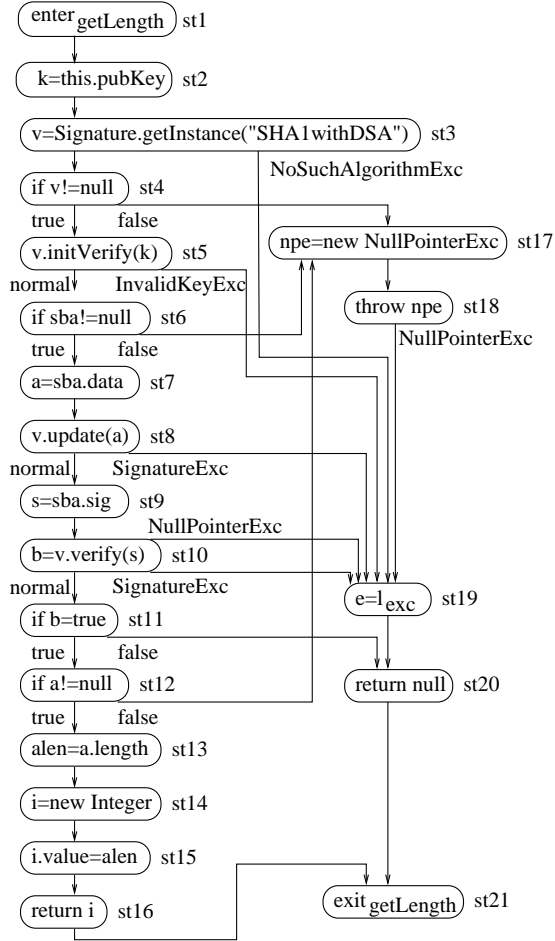 enter getLength st1
k=this.pubKey st2
v=Signature.getInstance("SHA1withDSA") st3
NoSuchAlgorithmExc
if v!=null st4
true false
npe=new NullPointerExc st17
v.initVerify(k) st5
normal InvalidKeyExc
throw npe st18
if sba!=null st6
NullPointerExc
true false
a=sba.data st7
v.update(a) st8
normal SignatureExc
s=sba.sig st9
NullPointerExc
b=v.verify(s) st10
normal SignatureExc
e=l exc st19
if b=true st11
true false
if a!=null st12
return null st20
true false
alen=a.length st13
i=new Integer st14
i.value=alen st15
return i st16
exit getLength st21